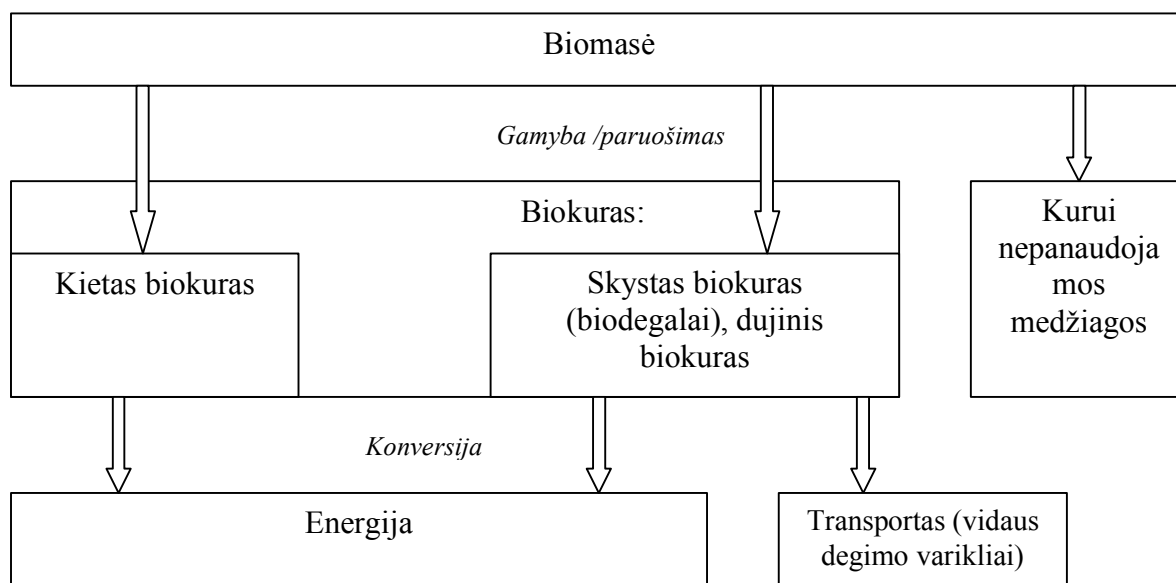 Biomasė
Gamyba /paruošimas
Biokuras:
Kietas biokuras
Skystas biokuras
(biodegalai), dujinis
biokuras
Kurui
nepanaudoja
mos
medžiagos
Konversija
Energija
Transportas (vidaus
degimo varikliai)